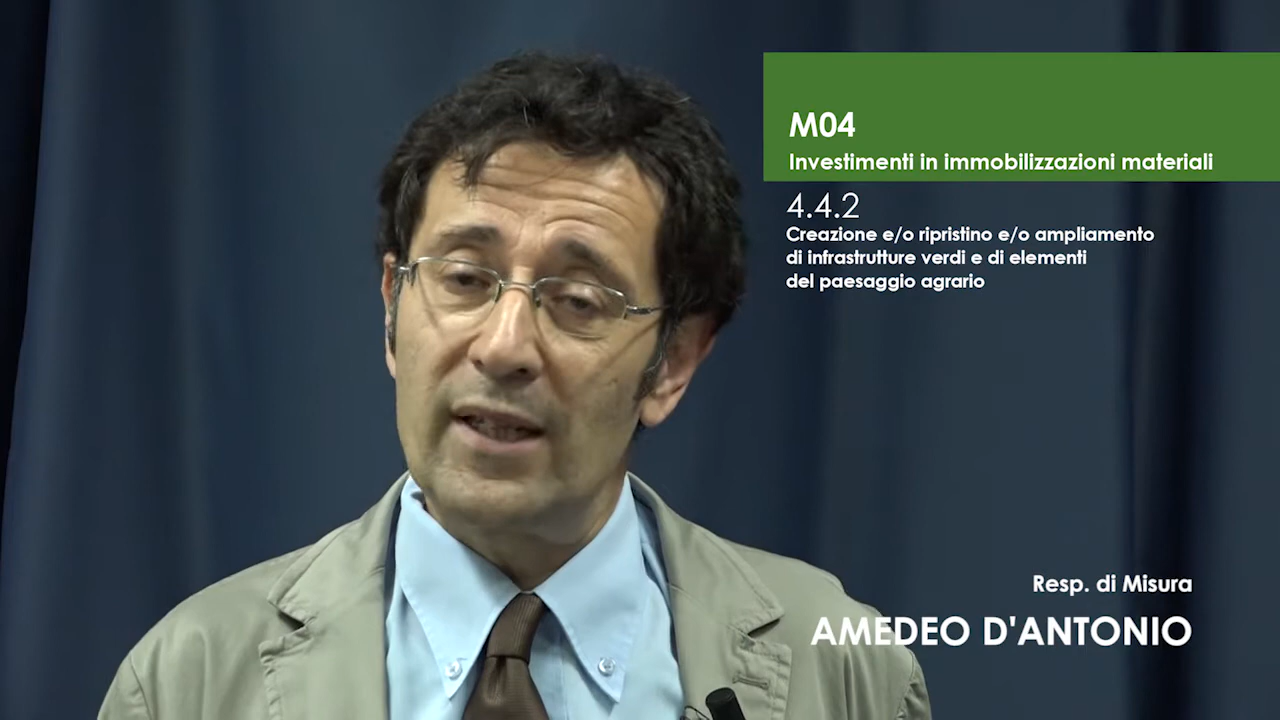 M04
Investimenti in immobilizzazioni materiali
4.4.2
Creazione e/o ripristino e/o ampliamento
di infrastrutture verdi e di elementi
del paesaggio agrario
Resp. di Misura
AMEDEO D'ANTONIO